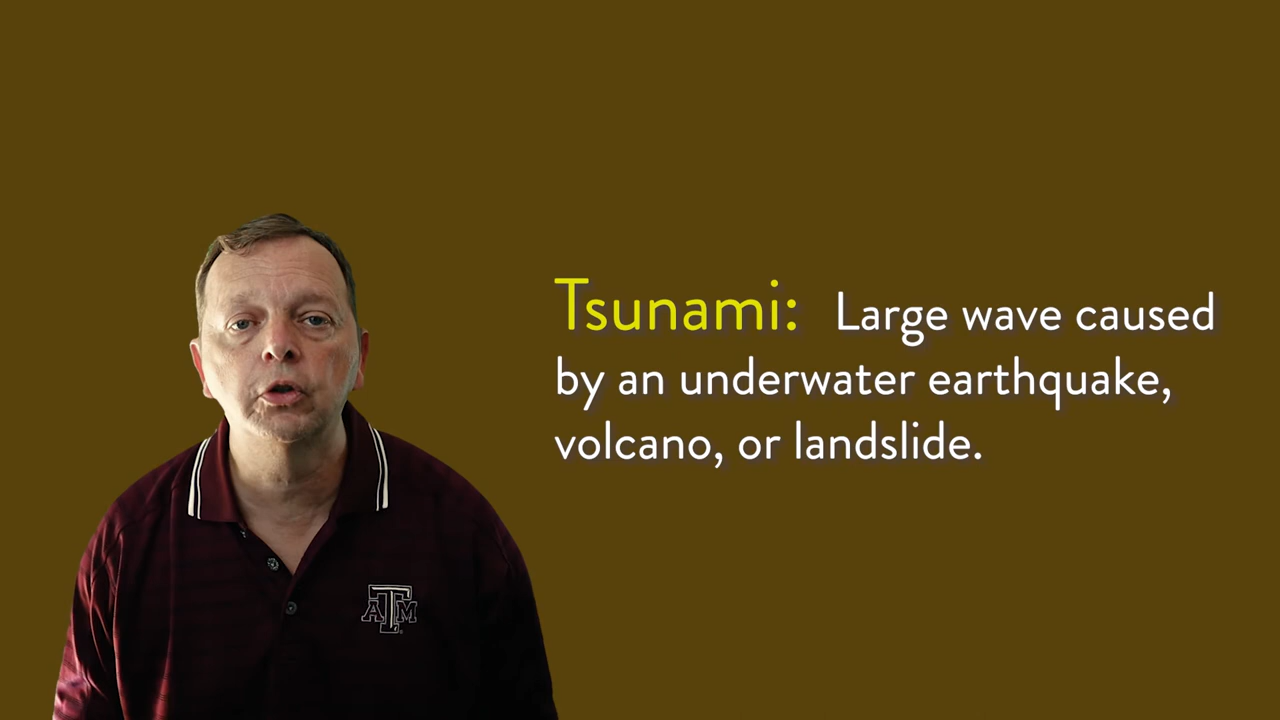 Tsunami: Large wave caused
by an underwater earthquake,
volcano, or landslide.
ATM